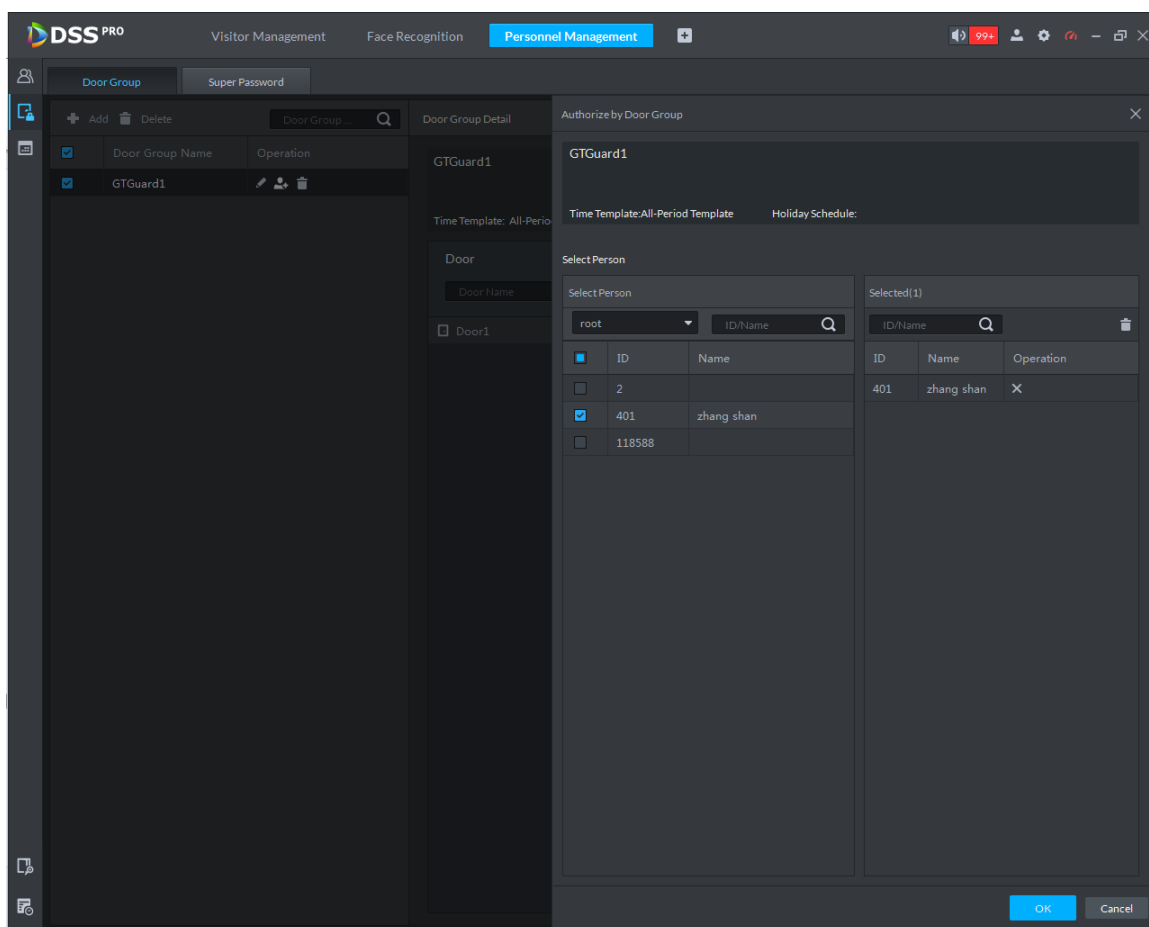 DSS PRO Visitor Management Face Recognition Personnel Management 99+
Door Group Super Password
Add Delete Door Group ... Door Group Detail Authorize by Door Group
Door Group Name Operation GTGuard1 GTGuard1
GTGuard1
Time Template: All-Perio Time Template:All-Period Template Holiday Schedule:
Door Select Person
Door Name Select Person Selected(1)
Door1 root ID/Name ID/Name
ID Name ID Name Operation
2 401 zhang shan
401 zhang shan
118588
OK Cancel